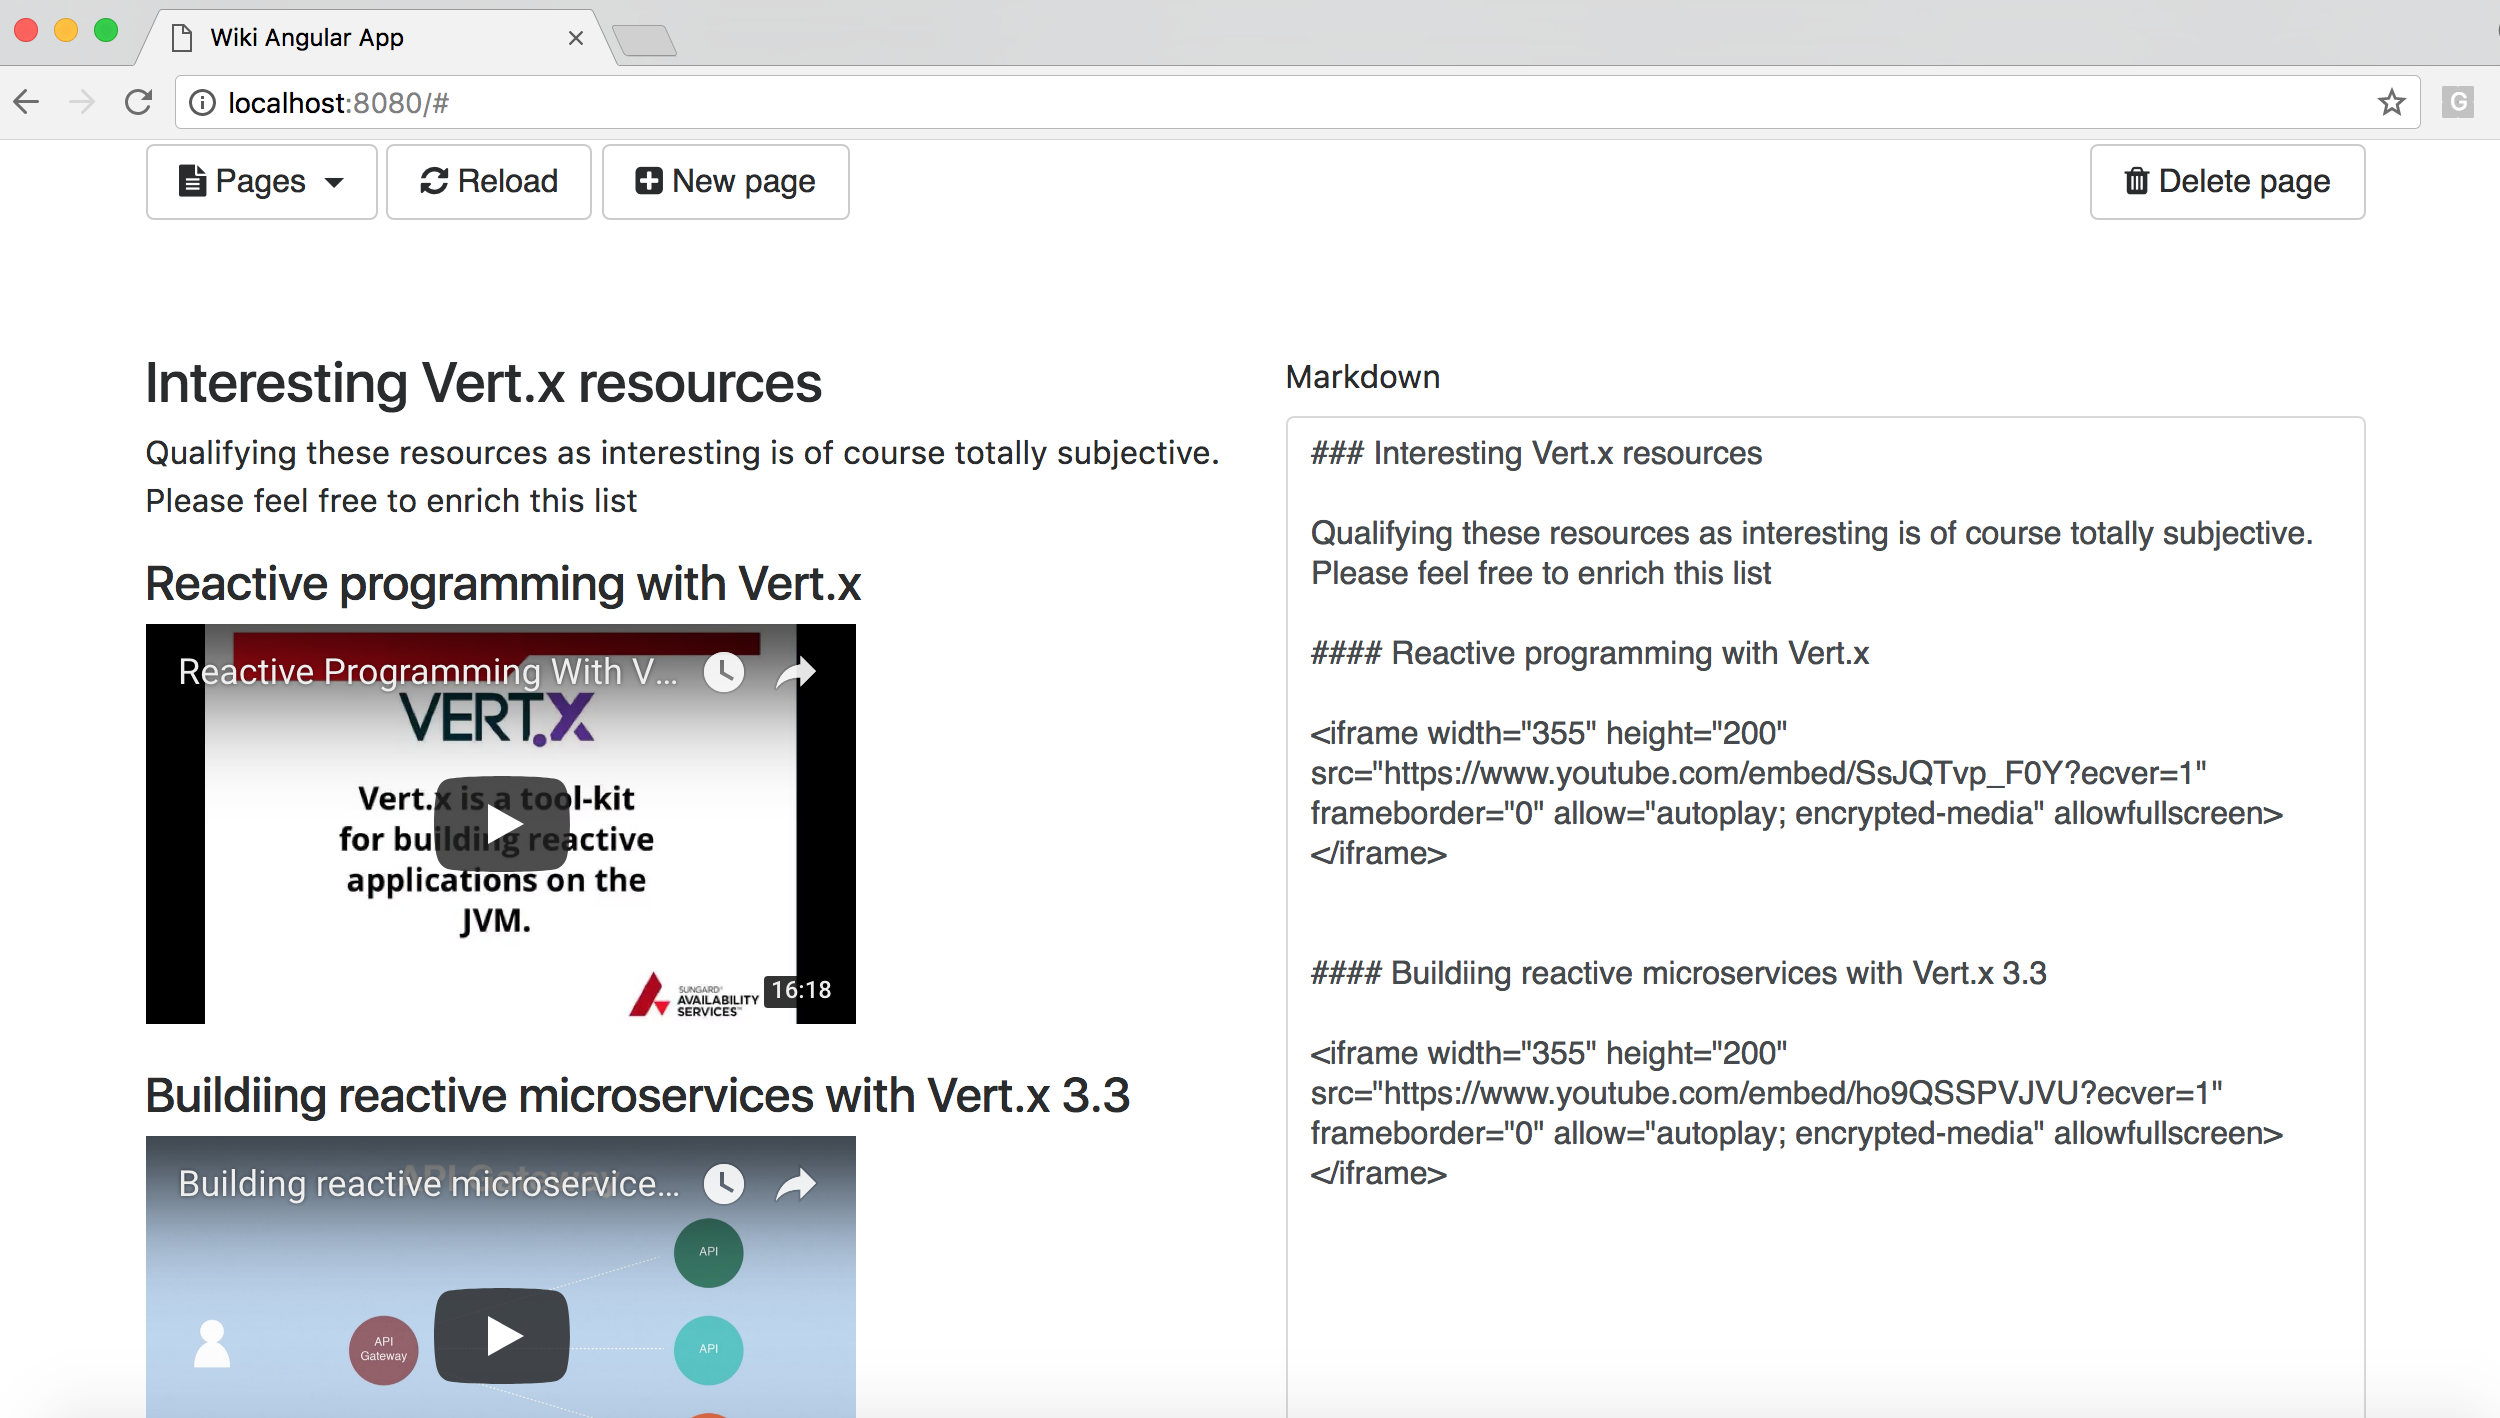 Wiki Angular App
localhost:8080/#
G
Pages
Reload
New page
Delete page
Interesting Vert.x resources
Qualifying these resources as interesting is of course totally subjective.
Please feel free to enrich this list
Reactive programming with Vert.x
Reactive Programming With V...
VERT.X
Vert.x is a tool-kit
for building reactive
applications on the
JVM.
SUNGARD®
AVAILABILITY
SERVICES™
16:18
Buildiing reactive microservices with Vert.x 3.3
API Gateway
Building reactive microservice...
API
API
Gateway
API
Markdown
### Interesting Vert.x resources
Qualifying these resources as interesting is of course totally subjective.
Please feel free to enrich this list
#### Reactive programming with Vert.x
<iframe width="355" height="200"
src="https://www.youtube.com/embed/SsJQTvp_F0Y?ecver=1"
frameborder="0" allow="autoplay; encrypted-media" allowfullscreen>
</iframe>
#### Buildiing reactive microservices with Vert.x 3.3
<iframe width="355" height="200"
src="https://www.youtube.com/embed/ho9QSSPVJVU?ecver=1"
frameborder="0" allow="autoplay; encrypted-media" allowfullscreen>
</iframe>